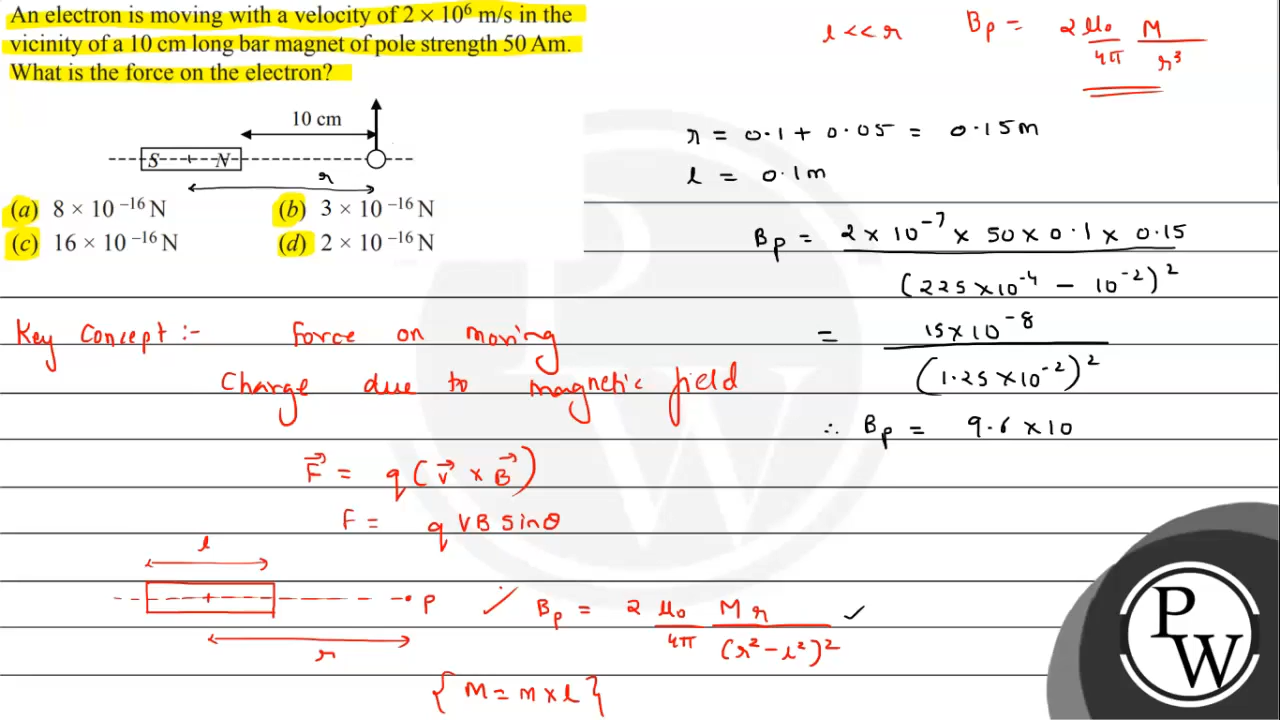 An electron is moving with a velocity of 2 × 10⁶ m/s in the
vicinity of a 10 cm long bar magnet of pole strength 50 Am.
What is the force on the electron?
10 cm
S N
r
(a) 8 × 10⁻¹⁶ N (b) 3 × 10⁻¹⁶ N
(c) 16 × 10⁻¹⁶ N (d) 2 × 10⁻¹⁶ N
Key Concept :- Force on moving
Charge due to magnetic field
F⃗ = q(V⃗ × B⃗)
F = qVB sinθ
l
P
r
✓ Bp = 2 μ₀/4π Mr/(r² - l²)² ✓
{ M = m × l }
l << r Bp = 2μ₀/4π M/r³
r = 0.1 + 0.05 = 0.15m
l = 0.1m
Bp = 2 × 10⁻⁷ × 50 × 0.1 × 0.15 / (225 × 10⁻⁴ - 10⁻²)²
= 15 × 10⁻⁸ / (1.25 × 10⁻²)²
∴ Bp = 9.6 × 10
P
W
PW